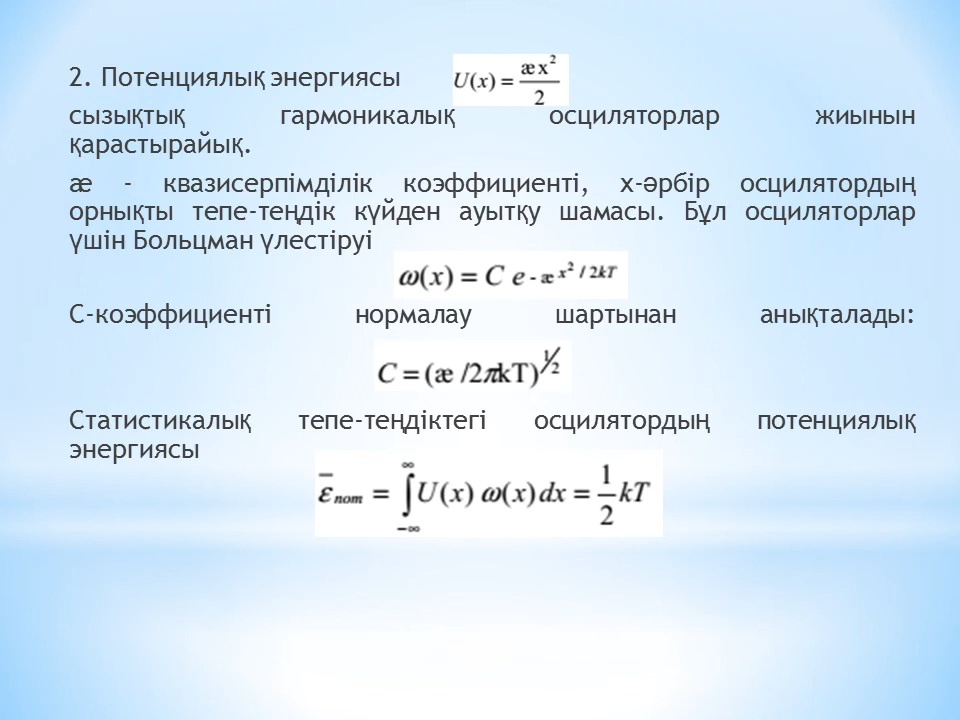 2. Потенциялық энергиясы U(x) = æx²/2
сызықтық гармоникалық осциляторлар жиынын
қарастырайық.
æ - квазисерпімділік коэффициенті, x-әрбір осцилятордың
орнықты тепе-теңдік күйден ауытқу шамасы. Бұл осциляторлар
үшін Больцман үлестіруі
ω(x) = C e^(- æ x² / 2kT)
С-коэффициенті нормалау шартынан анықталады:
C = (æ /2πkT)^(1/2)
Статистикалық тепе-теңдіктегі осцилятордың потенциялық
энергиясы
ε̅ₙₒₘ = ∫_{-∞}^{∞} U(x) ω(x) dx = 1/2 kT